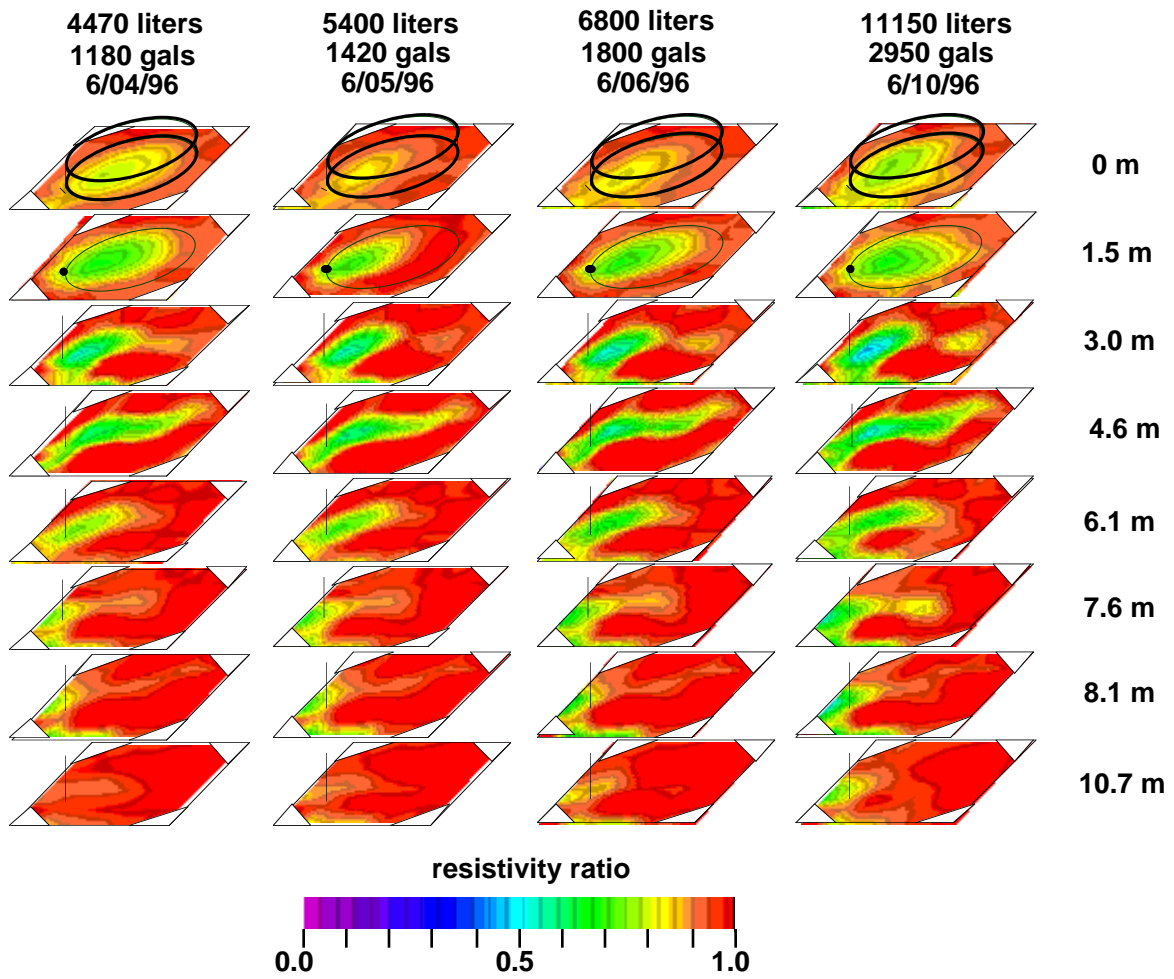 4470 liters
1180 gals
6/04/96
5400 liters
1420 gals
6/05/96
6800 liters
1800 gals
6/06/96
11150 liters
2950 gals
6/10/96
0 m
1.5 m
3.0 m
4.6 m
6.1 m
7.6 m
8.1 m
10.7 m
resistivity ratio
0.0 0.5 1.0